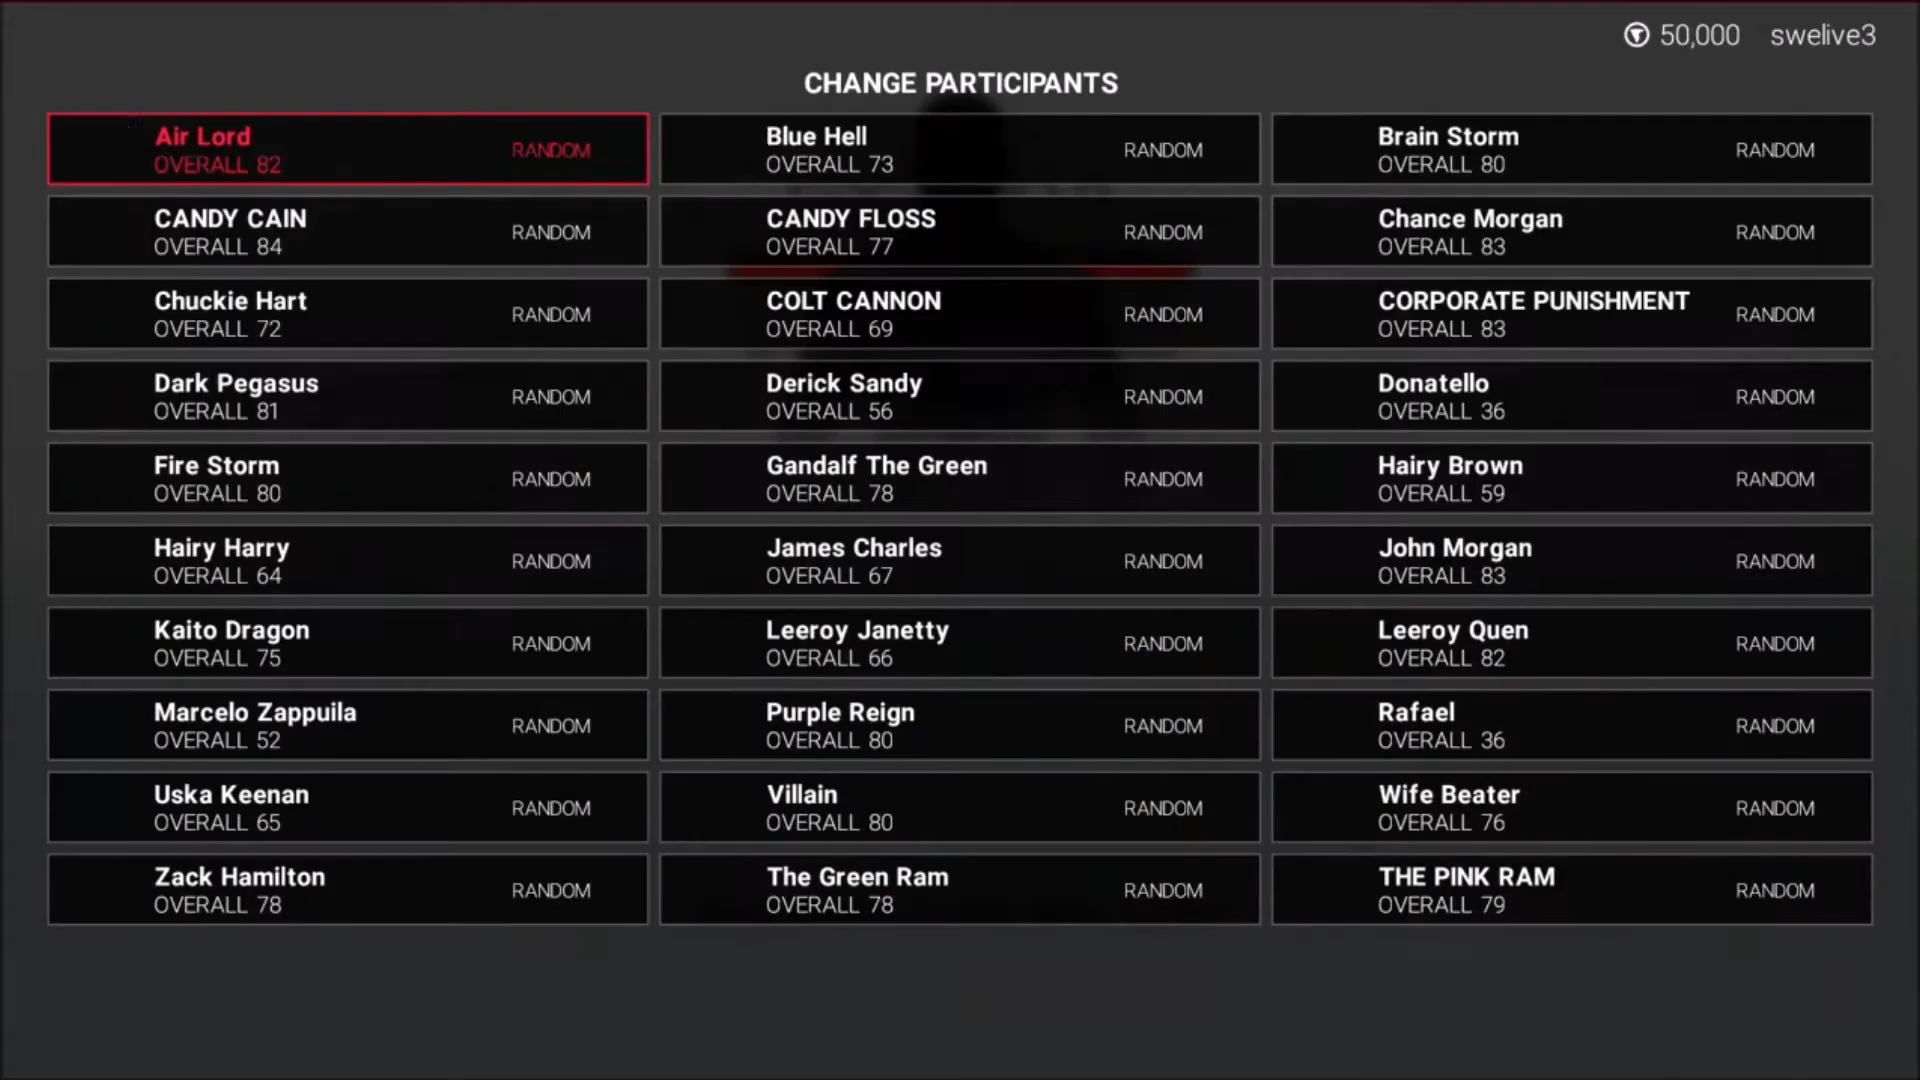 50,000 swelive3
CHANGE PARTICIPANTS
Air Lord
OVERALL 82
RANDOM
Blue Hell
OVERALL 73
RANDOM
Brain Storm
OVERALL 80
RANDOM
CANDY CAIN
OVERALL 84
RANDOM
CANDY FLOSS
OVERALL 77
RANDOM
Chance Morgan
OVERALL 83
RANDOM
Chuckie Hart
OVERALL 72
RANDOM
COLT CANNON
OVERALL 69
RANDOM
CORPORATE PUNISHMENT
OVERALL 83
RANDOM
Dark Pegasus
OVERALL 81
RANDOM
Derick Sandy
OVERALL 56
RANDOM
Donatello
OVERALL 36
RANDOM
Fire Storm
OVERALL 80
RANDOM
Gandalf The Green
OVERALL 78
RANDOM
Hairy Brown
OVERALL 59
RANDOM
Hairy Harry
OVERALL 64
RANDOM
James Charles
OVERALL 67
RANDOM
John Morgan
OVERALL 83
RANDOM
Kaito Dragon
OVERALL 75
RANDOM
Leeroy Janetty
OVERALL 66
RANDOM
Leeroy Quen
OVERALL 82
RANDOM
Marcelo Zappuila
OVERALL 52
RANDOM
Purple Reign
OVERALL 80
RANDOM
Rafael
OVERALL 36
RANDOM
Uska Keenan
OVERALL 65
RANDOM
Villain
OVERALL 80
RANDOM
Wife Beater
OVERALL 76
RANDOM
Zack Hamilton
OVERALL 78
RANDOM
The Green Ram
OVERALL 78
RANDOM
THE PINK RAM
OVERALL 79
RANDOM